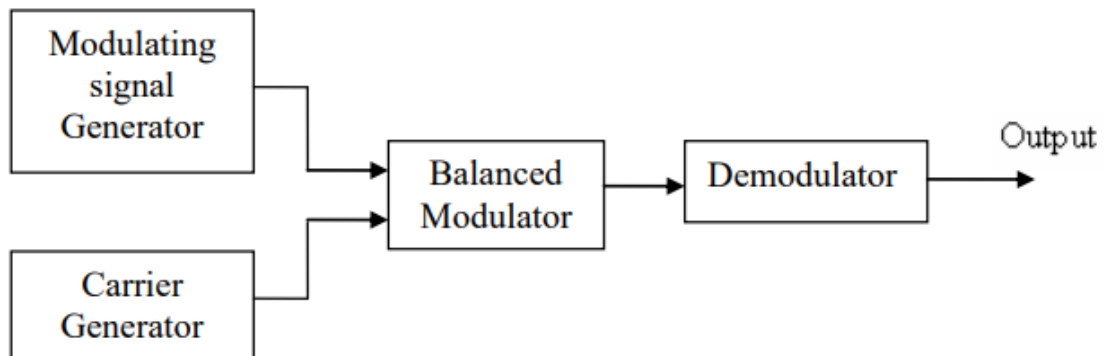 Modulating
signal
Generator
Carrier
Generator
Balanced
Modulator
Demodulator
Output